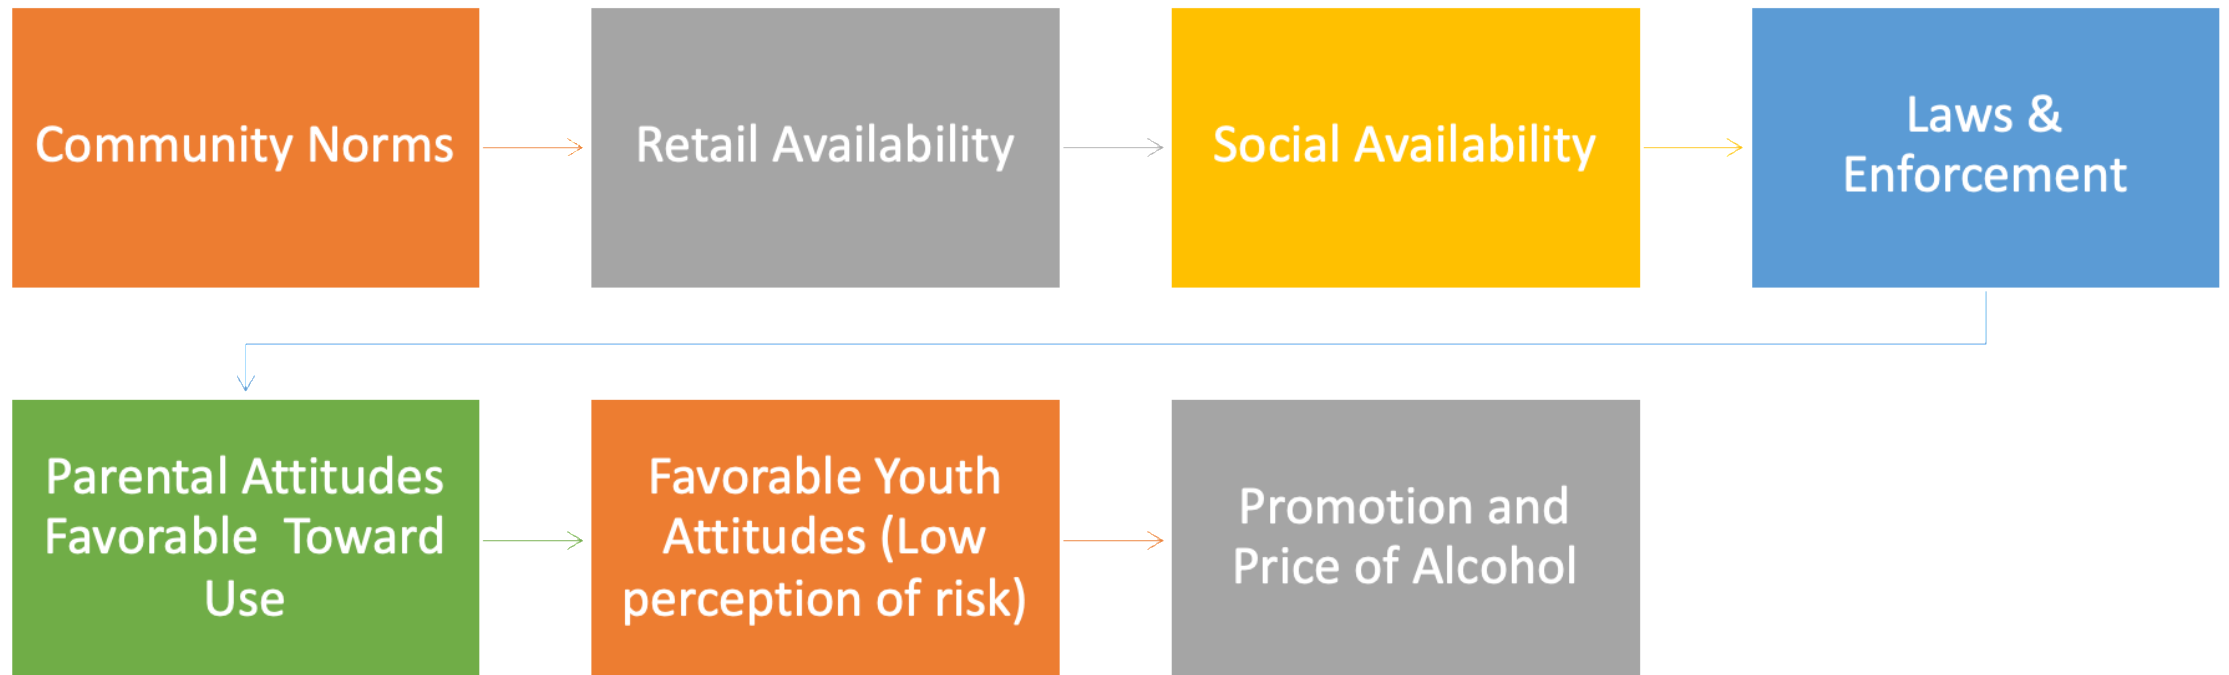 Community Norms
Retail Availability
Social Availability
Laws &
Enforcement
Parental Attitudes
Favorable  Toward
Use
Favorable Youth
Attitudes (Low
perception of risk)
Promotion and
Price of Alcohol